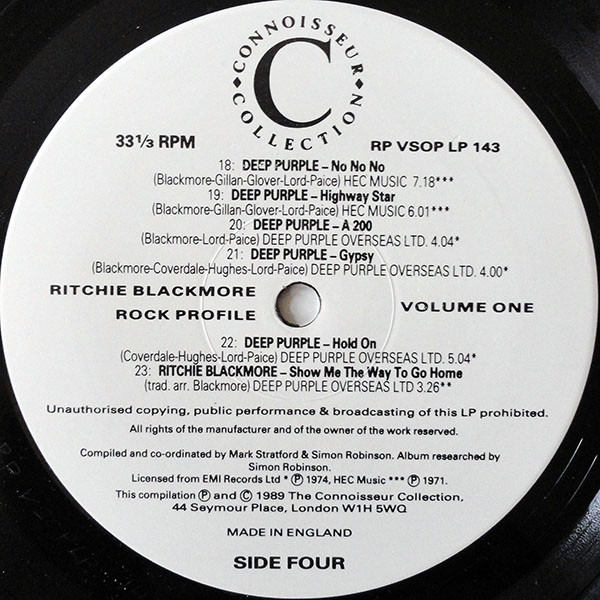 CONNOISSEUR
C
COLLECTION
33 1/3 RPM
RP VSOP LP 143
18: DEEP PURPLE – No No No
(Blackmore-Gillan-Glover-Lord-Paice) HEC MUSIC 7.18***
19: DEEP PURPLE – Highway Star
(Blackmore-Gillan-Glover-Lord-Paice) HEC MUSIC 6.01***
20: DEEP PURPLE – A 200
(Blackmore-Lord-Paice) DEEP PURPLE OVERSEAS LTD. 4.04*
21: DEEP PURPLE – Gypsy
(Blackmore-Coverdale-Hughes-Lord-Paice) DEEP PURPLE OVERSEAS LTD. 4.00*
RITCHIE BLACKMORE
ROCK PROFILE
VOLUME ONE
22: DEEP PURPLE – Hold On
(Coverdale-Hughes-Lord-Paice) DEEP PURPLE OVERSEAS LTD. 5.04*
23: RITCHIE BLACKMORE – Show Me The Way To Go Home
(trad. arr. Blackmore) DEEP PURPLE OVERSEAS LTD 3.26**
Unauthorised copying, public performance & broadcasting of this LP prohibited.
All rights of the manufacturer and of the owner of the work reserved.
Compiled and co-ordinated by Mark Stratford & Simon Robinson. Album researched by
Simon Robinson.
Licensed from EMI Records Ltd * ℗ 1974, HEC Music *** ℗ 1971.
This compilation ℗ and © 1989 The Connoisseur Collection,
44 Seymour Place, London W1H 5WQ
MADE IN ENGLAND
SIDE FOUR